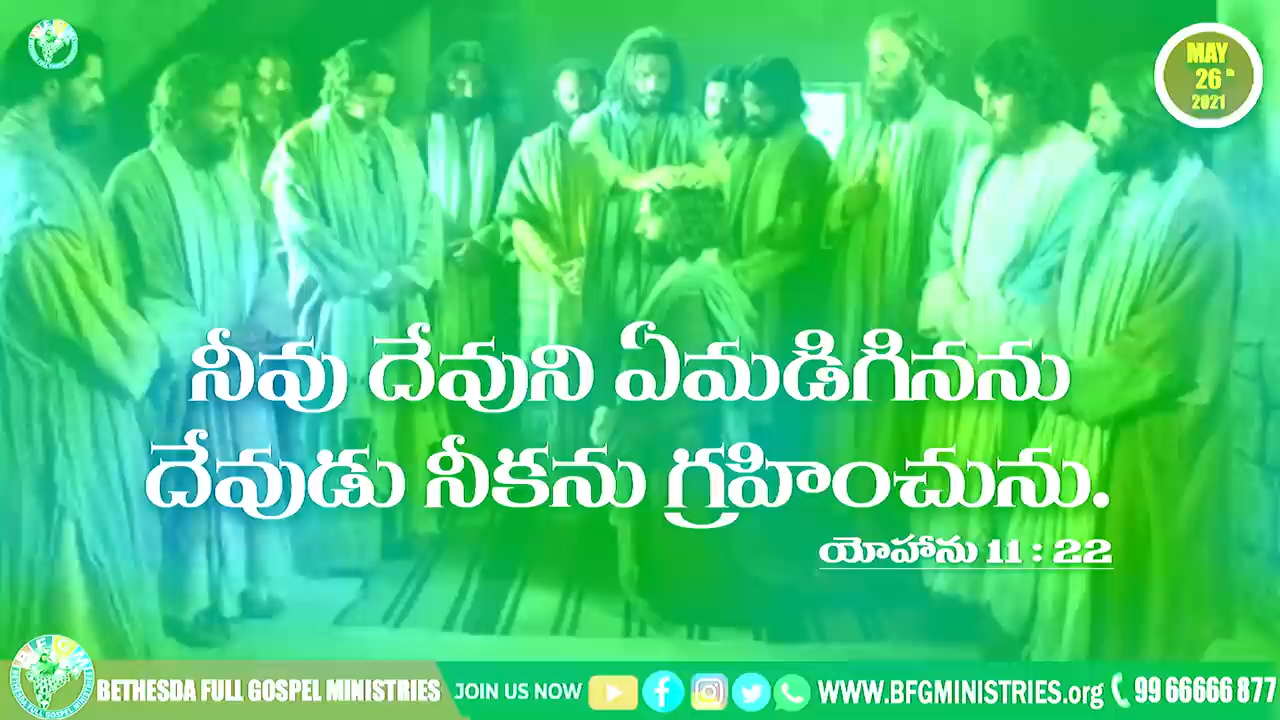 MAY
26th
2021
నీవు దేవుని ఏమడిగినను
దేవుడు నీకను గ్రహించును.
యోహాను 11 : 22
BETHESDA FULL GOSPEL MINISTRIES JOIN US NOW WWW.BFGMINISTRIES.org 99 66666 877